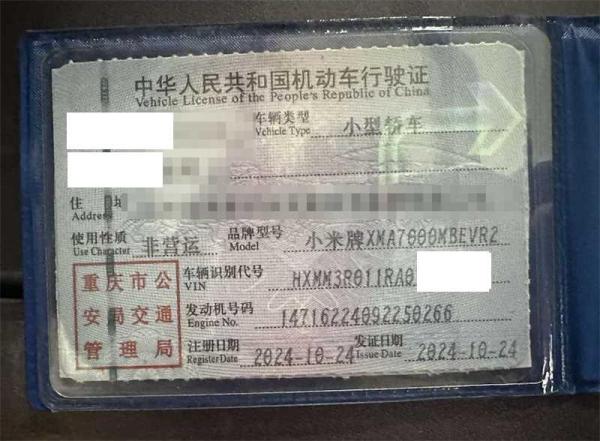 中华人民共和国机动车行驶证
Vehicle License of the People's Republic of China
车辆类型 小型轿车
Vehicle Type
住 址
Address
使用性质 非营运 品牌型号 小米牌XMA7000MBEVR2
Use Character Model
车辆识别代号 HXMM3R011RA0
VIN
发动机号码 14716224092250266
Engine No.
注册日期 2024-10-24 发证日期 2024-10-24
Register Date Issue Date
重庆市公
安局交通
管理局